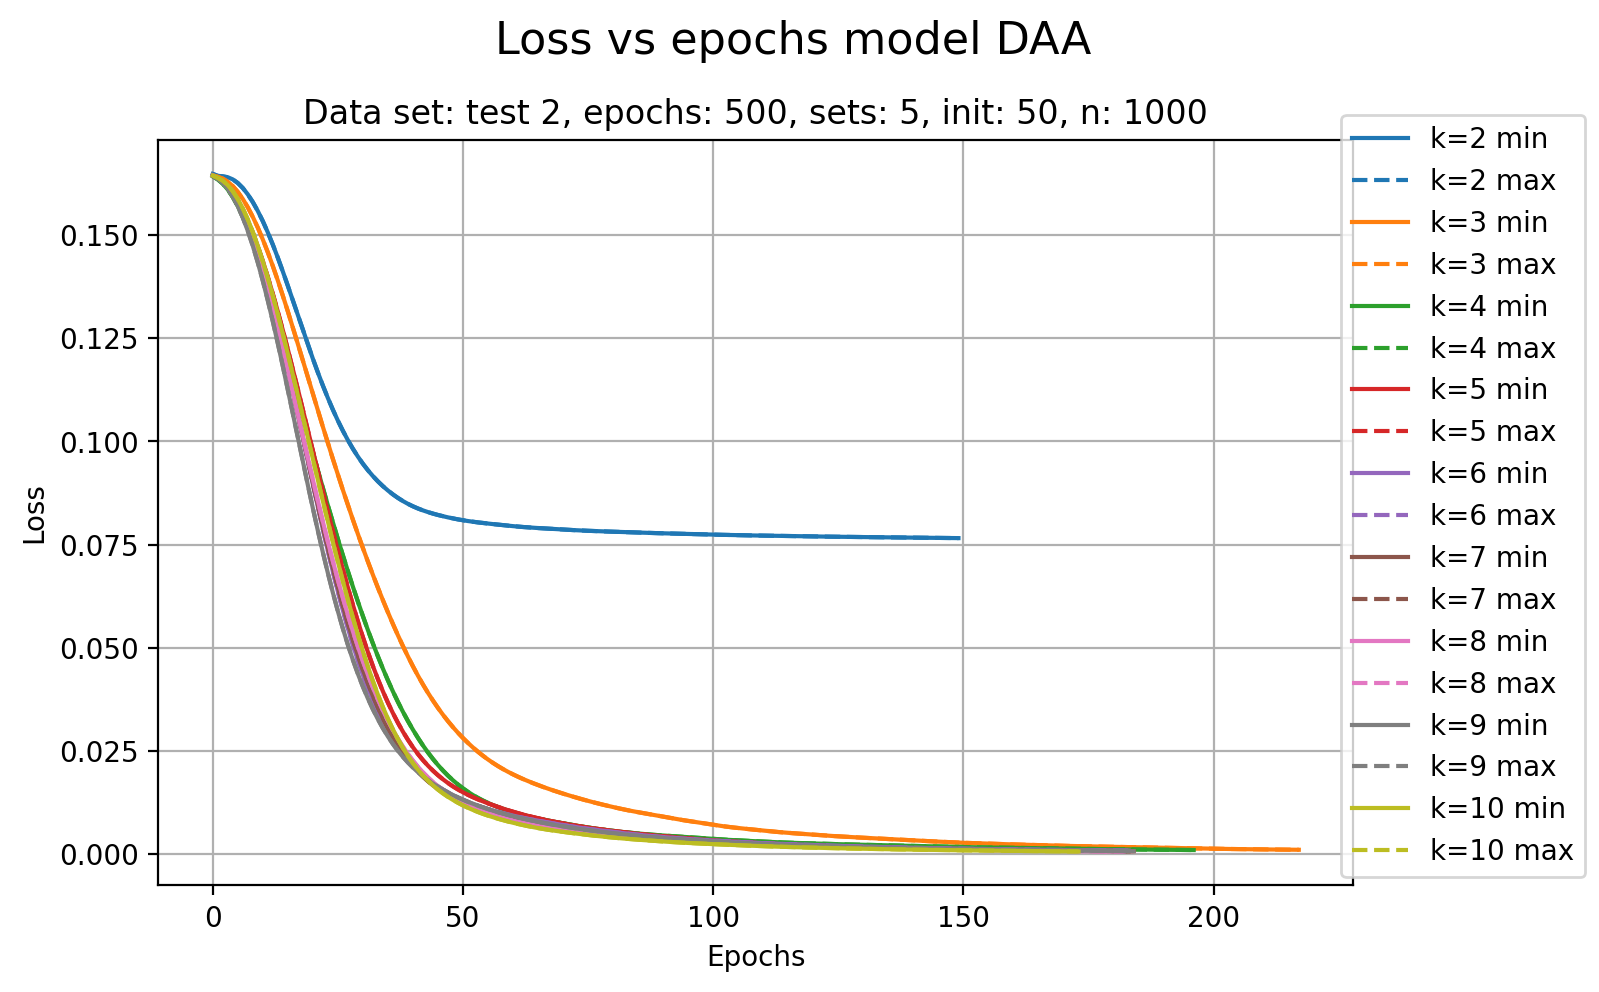 Loss vs epochs model DAA
Data set: test 2, epochs: 500, sets: 5, init: 50, n: 1000
Loss
0.150
0.125
0.100
0.075
0.050
0.025
0.000
0 50 100 150 200
Epochs
k=2 min
k=2 max
k=3 min
k=3 max
k=4 min
k=4 max
k=5 min
k=5 max
k=6 min
k=6 max
k=7 min
k=7 max
k=8 min
k=8 max
k=9 min
k=9 max
k=10 min
k=10 max